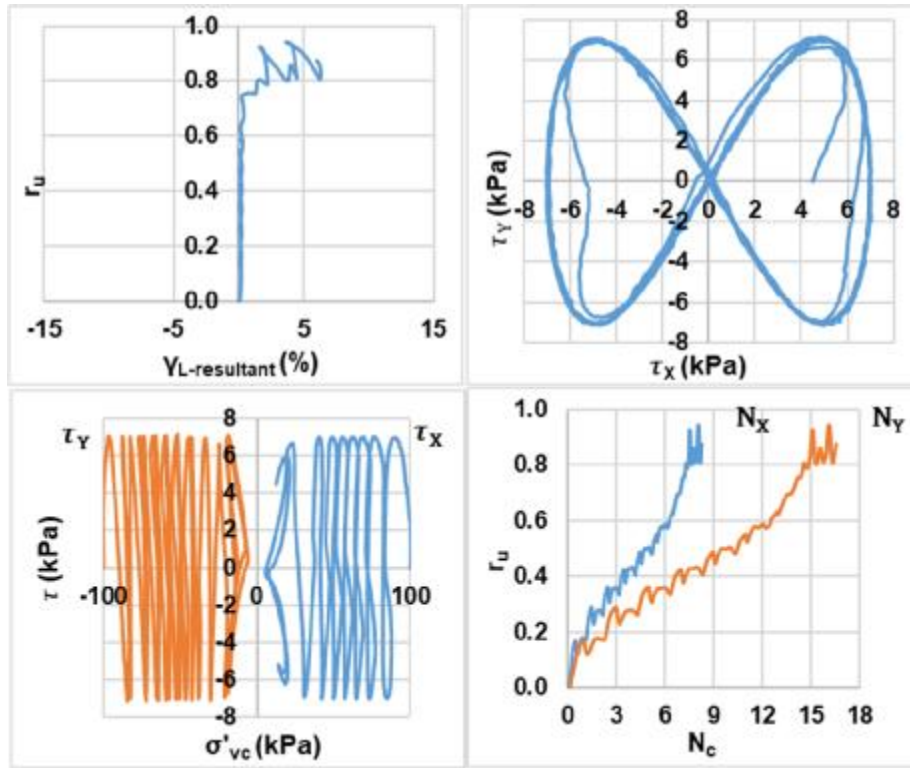 1.0
0.8
0.6
0.4
0.2
0.0
-15 -5 5 15
r_u
γ_L-resultant (%)
8
6
4
2
0
-8 -6 -4 -2 0 2 4 6 8
-2
-4
-6
-8
τ_Y (kPa)
τ_X (kPa)
τ_Y τ_X
8
6
4
2
0
-100 0 100
-2
-4
-6
-8
τ (kPa)
σ'_vc (kPa)
N_X N_Y
1.0
0.8
0.6
0.4
0.2
0.0
0 3 6 9 12 15 18
r_u
N_c